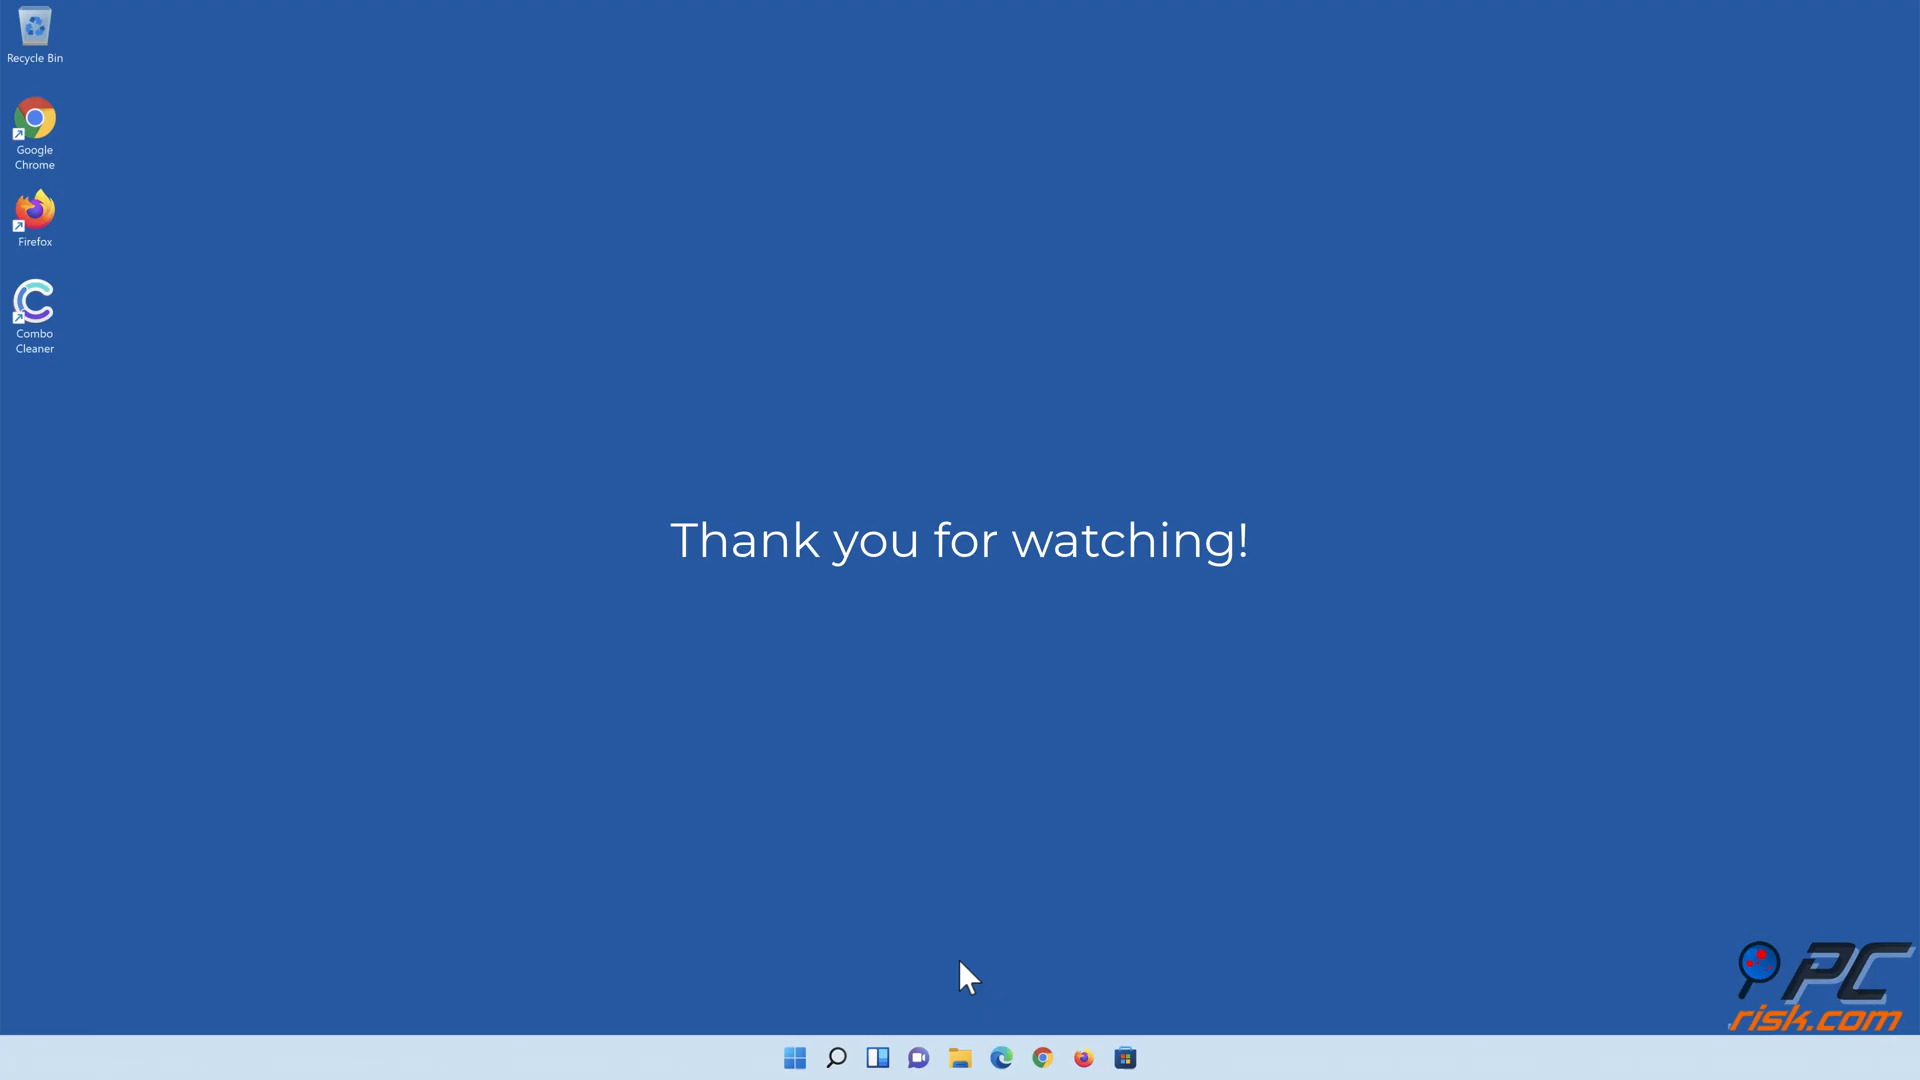 Recycle Bin
Google
Chrome
Firefox
Combo
Cleaner
Thank you for watching!
PC
risk.com